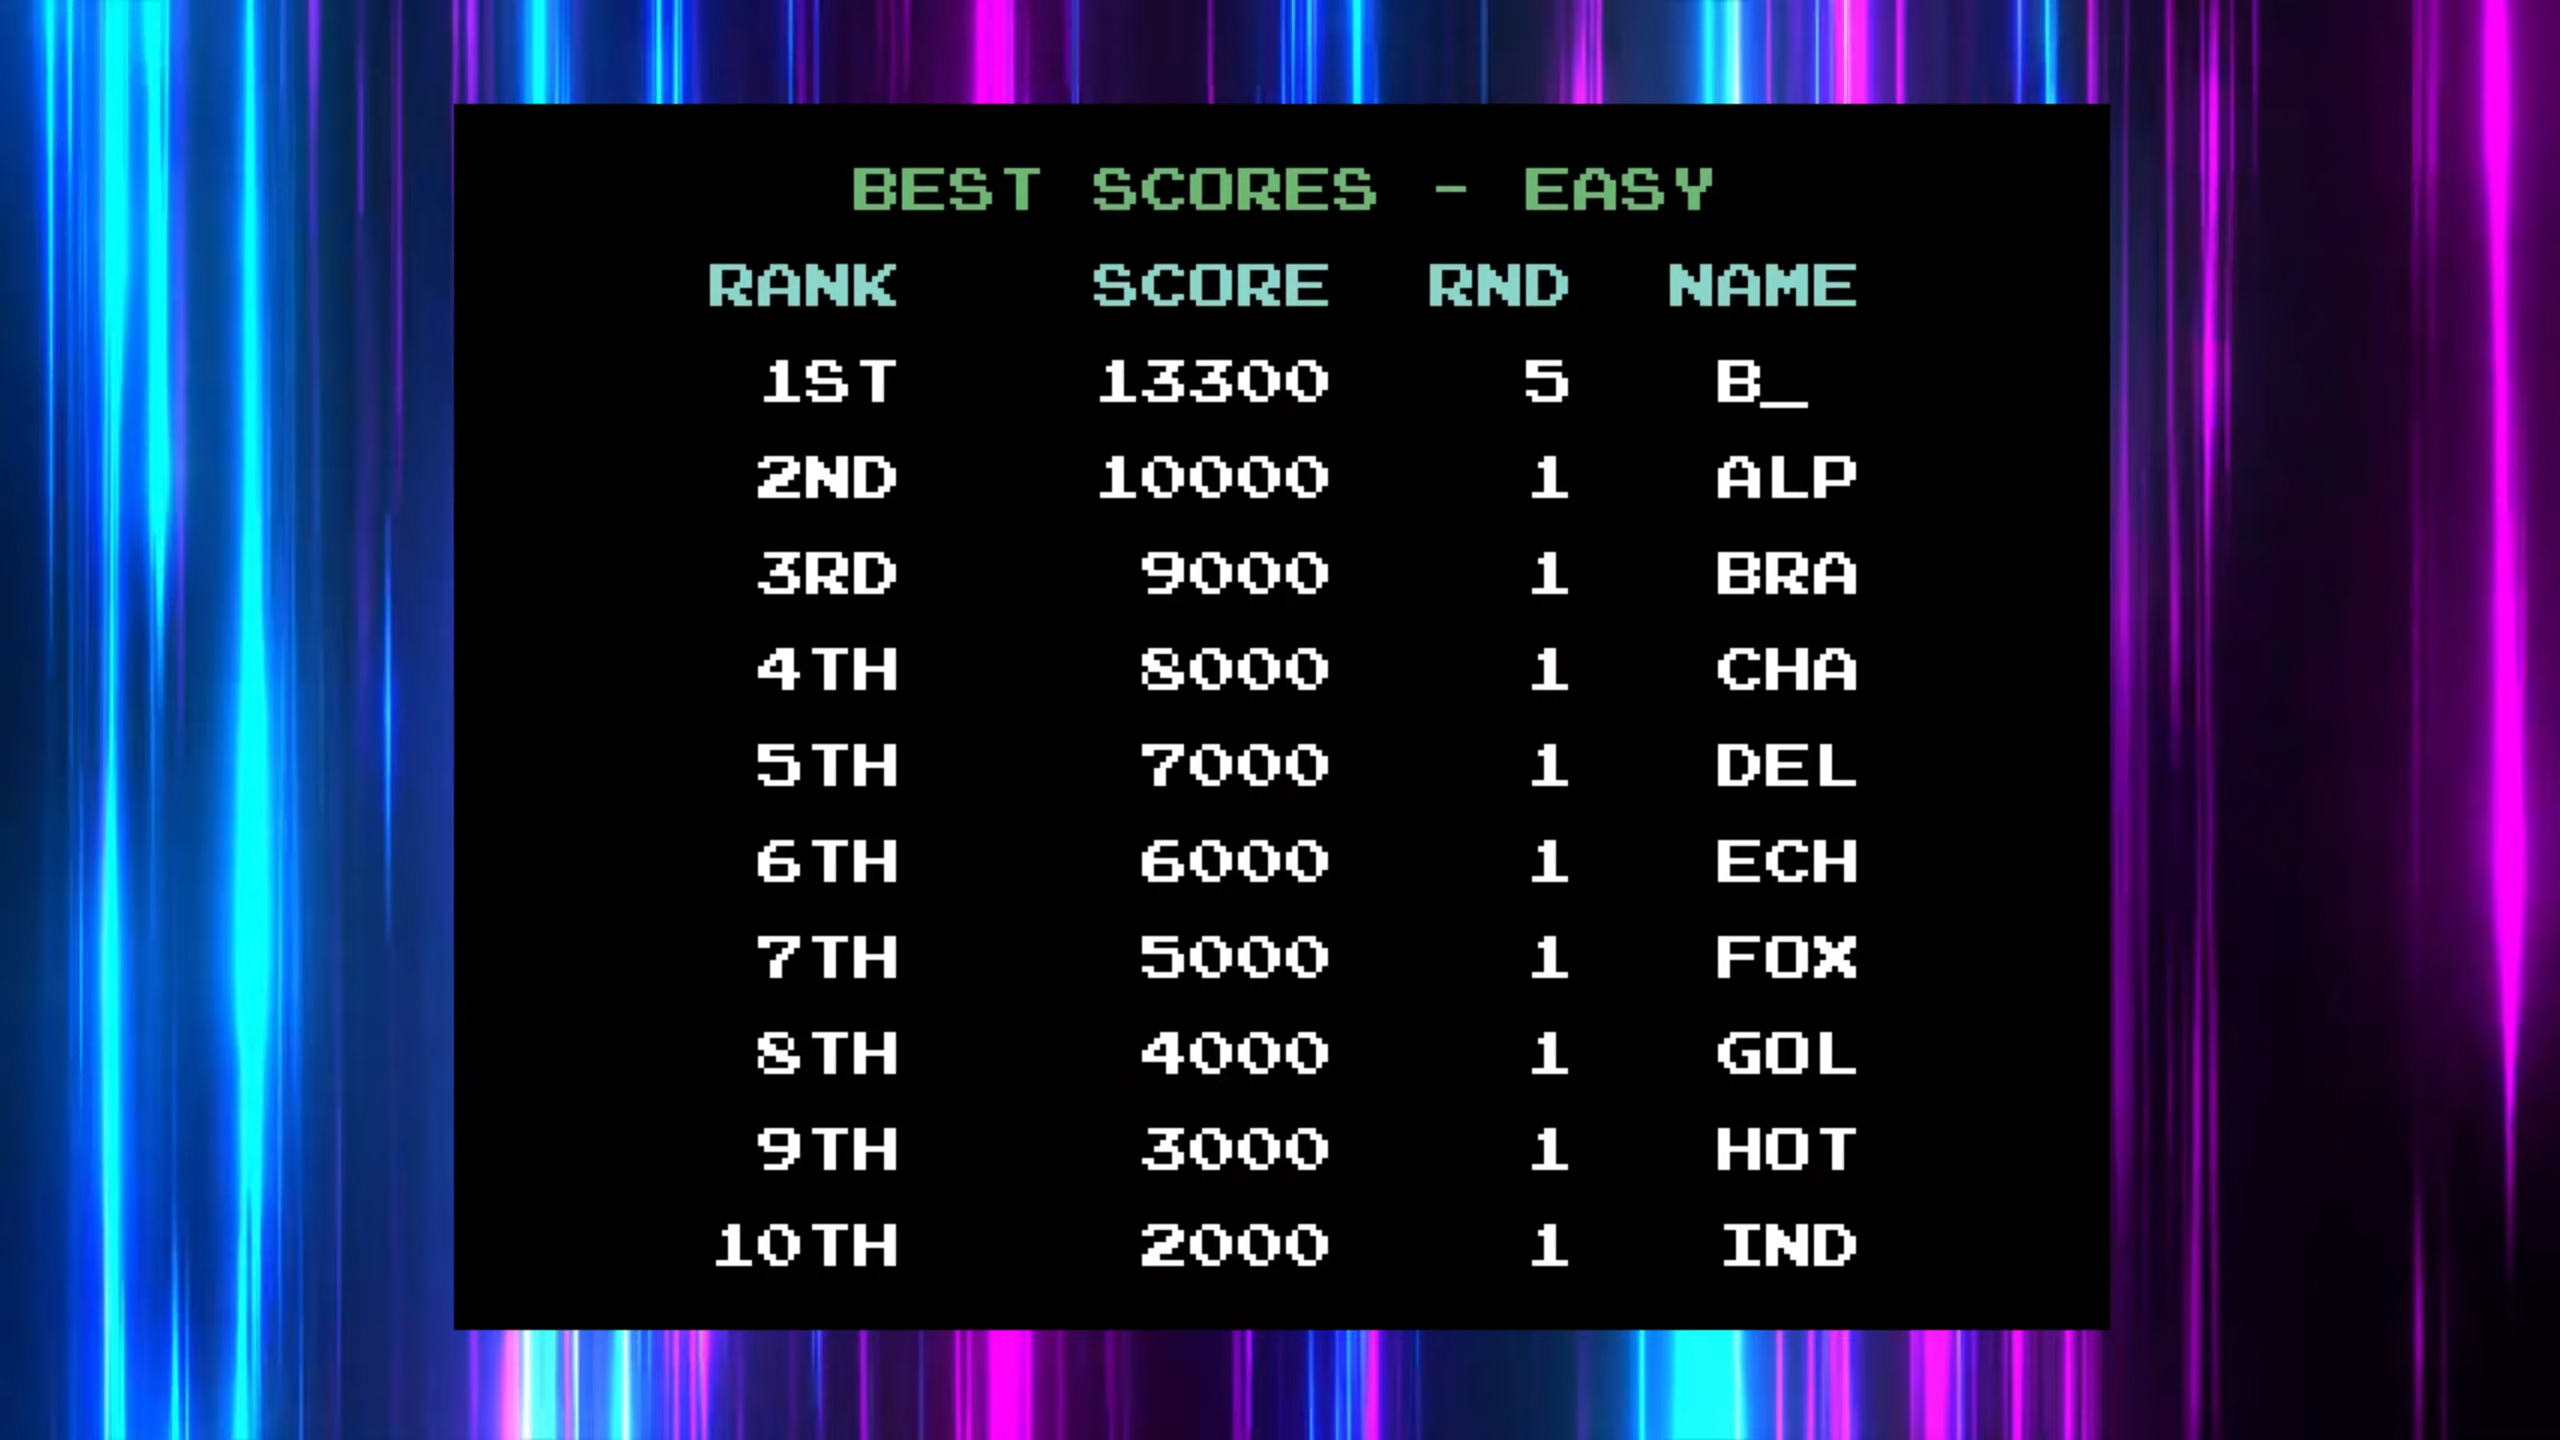 BEST SCORES - EASY
RANK SCORE RND NAME
1ST 13300 5 B_
2ND 10000 1 ALP
3RD 9000 1 BRA
4TH 8000 1 CHA
5TH 7000 1 DEL
6TH 6000 1 ECH
7TH 5000 1 FOX
8TH 4000 1 GOL
9TH 3000 1 HOT
10TH 2000 1 IND